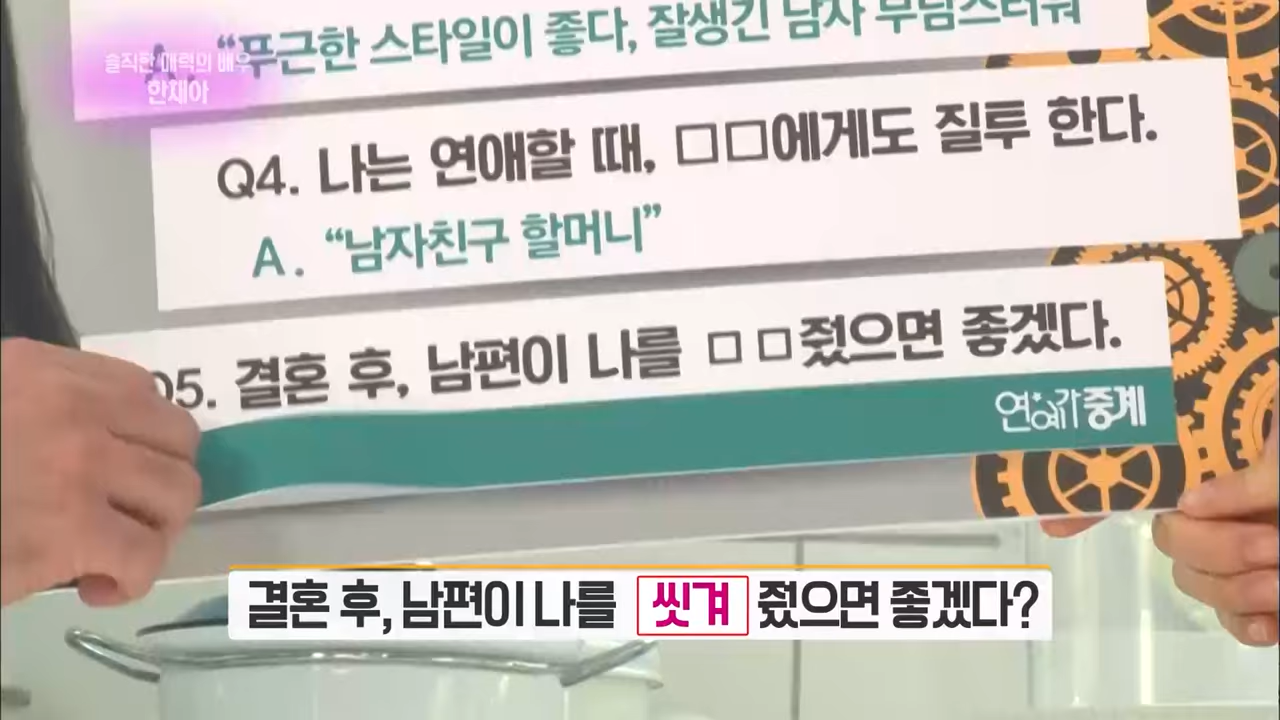 솔직한 매력의 배우
한채아
“푸근한 스타일이 좋다, 잘생긴 남자 부담스러워
Q4. 나는 연애할 때, □□에게도 질투 한다.
A. “남자친구 할머니”
Q5. 결혼 후, 남편이 나를 □□줬으면 좋겠다.
연예가중계
결혼 후, 남편이 나를 씻겨 줬으면 좋겠다?